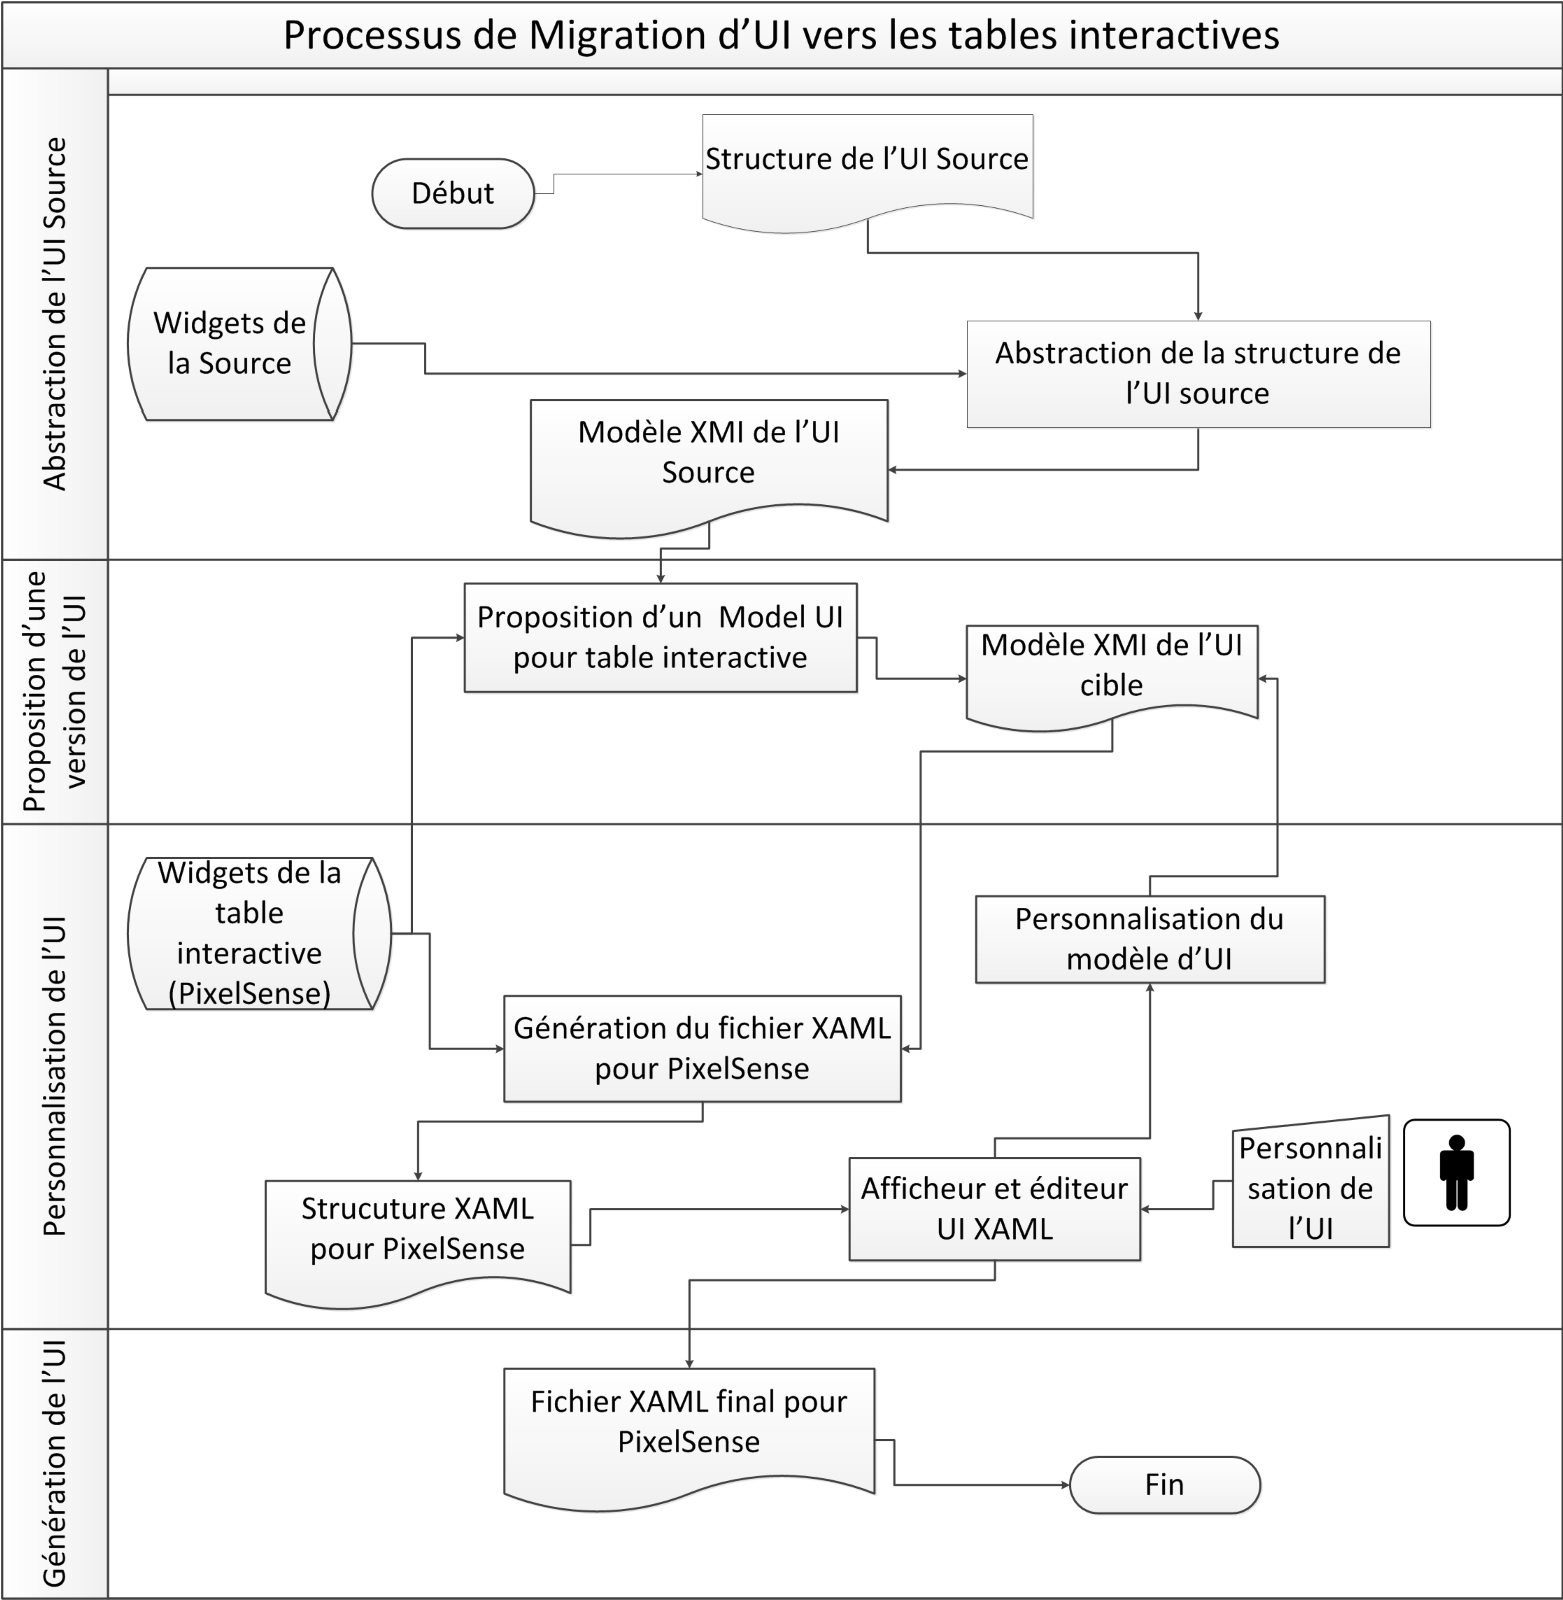 Processus de Migration d’UI vers les tables interactives
Abstraction de l’UI Source
Début
Structure de l’UI Source
Widgets de
la Source
Abstraction de la structure de
l’UI source
Modèle XMI de l’UI
Source
Proposition d’une
version de l’UI
Proposition d’un  Model UI
pour table interactive
Modèle XMI de l’UI
cible
Personnalisation de l’UI
Widgets de la
table
interactive
(PixelSense)
Personnalisation du
modèle d’UI
Génération du fichier XAML
pour PixelSense
Strucuture XAML
pour PixelSense
Afficheur et éditeur
UI XAML
Personnali
sation de
l’UI
Génération de l’UI
Fichier XAML final pour
PixelSense
Fin